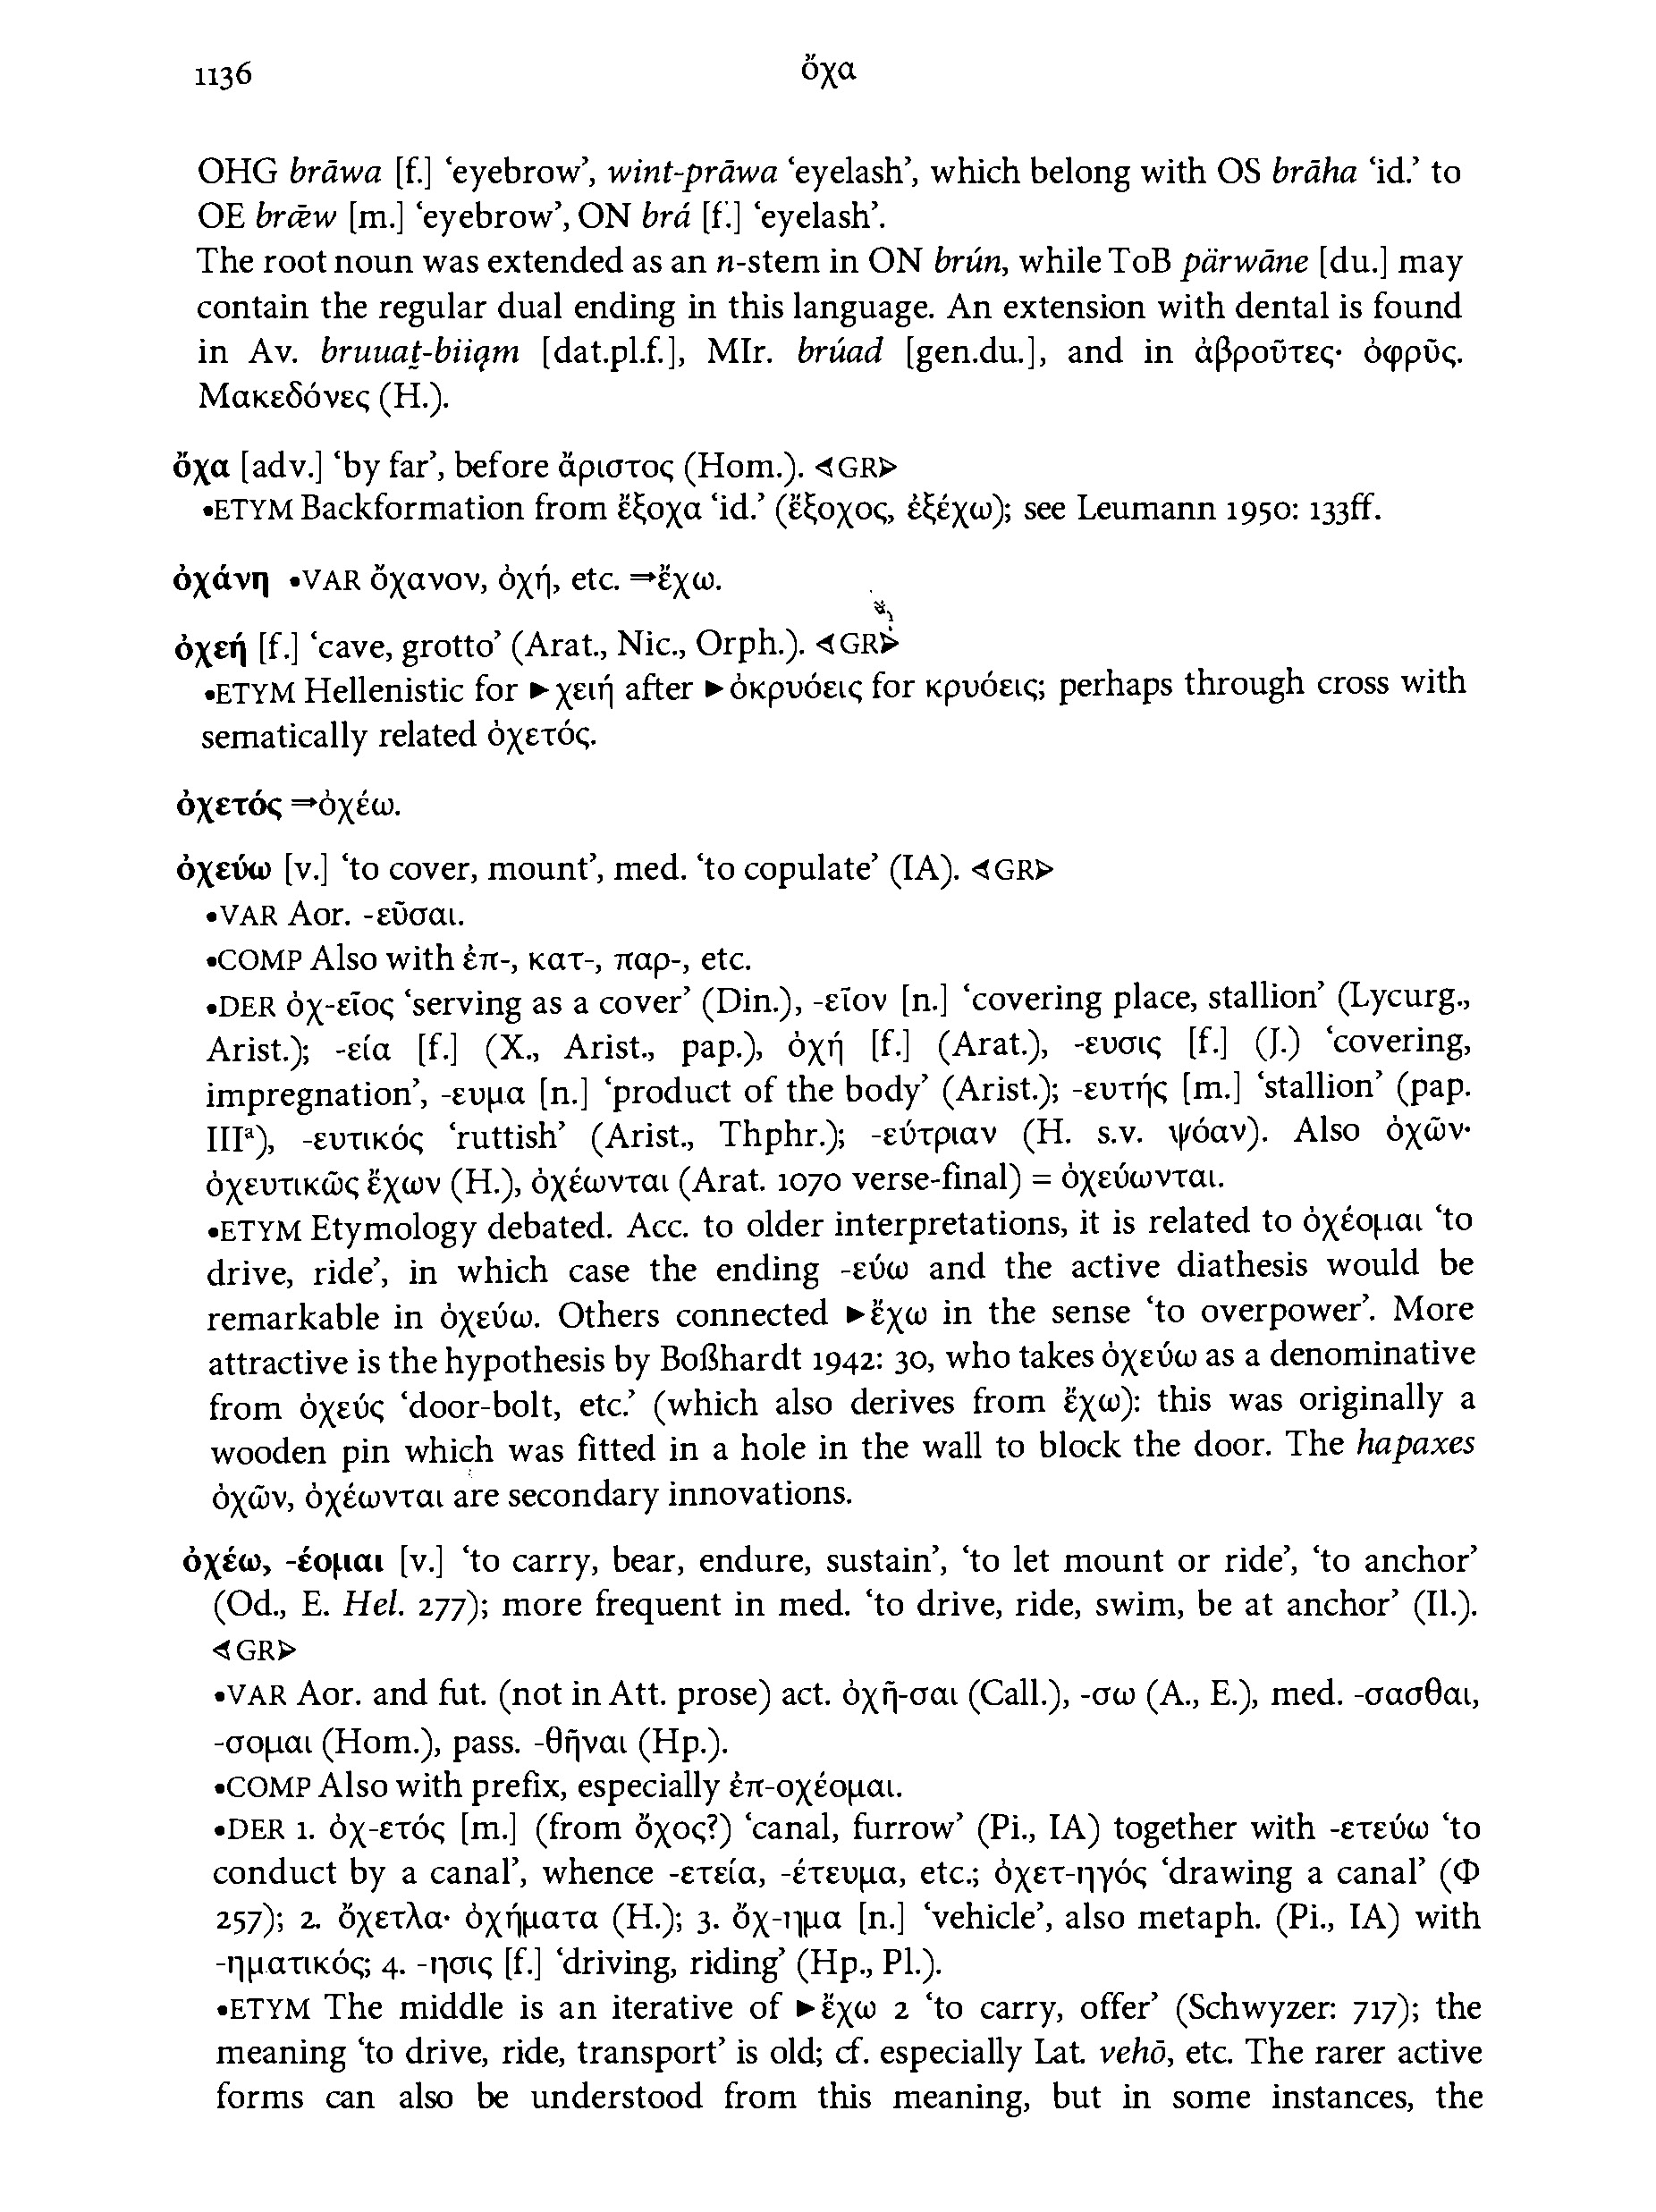 1136
ὄχα
OHG brāwa [f.] ‘eyebrow’, wint-prāwa ‘eyelash’, which belong with OS brāha ‘id.’ to
OE brǣw [m.] ‘eyebrow’, ON brá [f.] ‘eyelash’.
The root noun was extended as an n-stem in ON brún, while ToB pärwāne [du.] may
contain the regular dual ending in this language. An extension with dental is found
in Av. bruuat̰-biiąm [dat.pl.f.], MIr. brúad [gen.du.], and in ἀβροῦτες· ὀφρῦς.
Μακεδόνες (H.).
ὄχα [adv.] ‘by far’, before ἄριστος (Hom.). ⊲GR⊳
•ETYM Backformation from ἔξοχα ‘id.’ (ἔξοχος, ἐξέχω); see Leumann 1950: 133ff.
ὀχάνη •VAR ὄχανον, ὀχή, etc. ⇒ἔχω.
ὀχεή [f.] ‘cave, grotto’ (Arat., Nic., Orph.). ⊲GR⊳
•ETYM Hellenistic for ►χειή after ►ὀκρυόεις for κρυόεις; perhaps through cross with
sematically related ὀχετός.
ὀχετός ⇒ὀχέω.
ὀχεύω [v.] ‘to cover, mount’, med. ‘to copulate’ (IA). ⊲GR⊳
•VAR Aor. -εῦσαι.
•COMP Also with ἐπ-, κατ-, παρ-, etc.
•DER ὀχ-εῖος ‘serving as a cover’ (Din.), -εῖον [n.] ‘covering place, stallion’ (Lycurg.,
Arist.); -εία [f.] (X., Arist., pap.), ὀχή [f.] (Arat.), -ευσις [f.] (J.) ‘covering,
impregnation’, -ευμα [n.] ‘product of the body’ (Arist.); -ευτής [m.] ‘stallion’ (pap.
IIIª), -ευτικός ‘ruttish’ (Arist., Thphr.); -εύτριαν (H. s.v. ψόαν). Also ὀχῶν·
ὀχευτικῶς ἔχων (H.), ὀχέωνται (Arat. 1070 verse-final) = ὀχεύωνται.
•ETYM Etymology debated. Acc. to older interpretations, it is related to ὀχέομαι ‘to
drive, ride’, in which case the ending -εύω and the active diathesis would be
remarkable in ὀχεύω. Others connected ►ἔχω in the sense ‘to overpower’. More
attractive is the hypothesis by Boßhardt 1942: 30, who takes ὀχεύω as a denominative
from ὀχεύς ‘door-bolt, etc.’ (which also derives from ἔχω): this was originally a
wooden pin which was fitted in a hole in the wall to block the door. The hapaxes
ὀχῶν, ὀχέωνται are secondary innovations.
ὀχέω, -έομαι [v.] ‘to carry, bear, endure, sustain’, ‘to let mount or ride’, ‘to anchor’
(Od., E. Hel. 277); more frequent in med. ‘to drive, ride, swim, be at anchor’ (Il.).
⊲GR⊳
•VAR Aor. and fut. (not in Att. prose) act. ὀχῆ-σαι (Call.), -σω (A., E.), med. -σασθαι,
-σομαι (Hom.), pass. -θῆναι (Hp.).
•COMP Also with prefix, especially ἐπ-οχέομαι.
•DER 1. ὀχ-ετός [m.] (from ὄχος?) ‘canal, furrow’ (Pi., IA) together with -ετεύω ‘to
conduct by a canal’, whence -ετεία, -έτευμα, etc.; ὀχετ-ηγός ‘drawing a canal’ (Φ
257); 2. ὄχετλα· ὀχήματα (H.); 3. ὄχ-ημα [n.] ‘vehicle’, also metaph. (Pi., IA) with
-ηματικός; 4. -ησις [f.] ‘driving, riding’ (Hp., Pl.).
•ETYM The middle is an iterative of ►ἔχω 2 ‘to carry, offer’ (Schwyzer: 717); the
meaning ‘to drive, ride, transport’ is old; cf. especially Lat. vehō, etc. The rarer active
forms can also be understood from this meaning, but in some instances, the